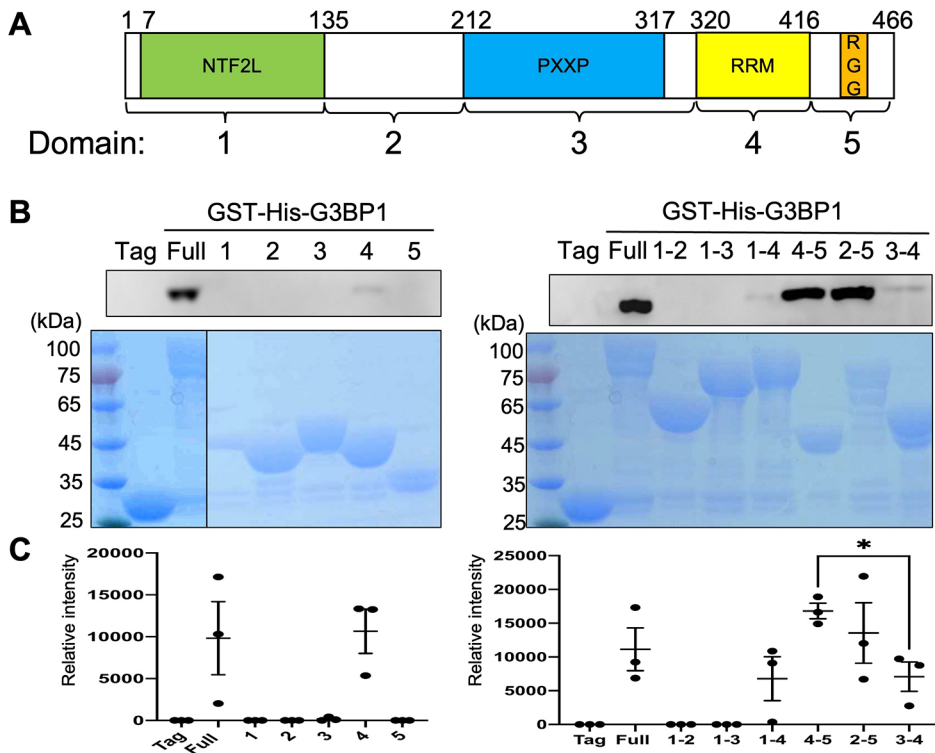 A
1 7 135 212 317 320 416 466
NTF2L PXXP RRM RGG
Domain: 1 2 3 4 5
B
GST-His-G3BP1
Tag Full 1 2 3 4 5
(kDa)
100
75
65
45
35
25
GST-His-G3BP1
Tag Full 1-2 1-3 1-4 4-5 2-5 3-4
(kDa)
100
75
65
45
35
25
C
Relative intensity
20000
15000
10000
5000
0
Tag Full 1 2 3 4 5
Relative intensity
25000
20000
15000
10000
5000
0
*
Tag Full 1-2 1-3 1-4 4-5 2-5 3-4